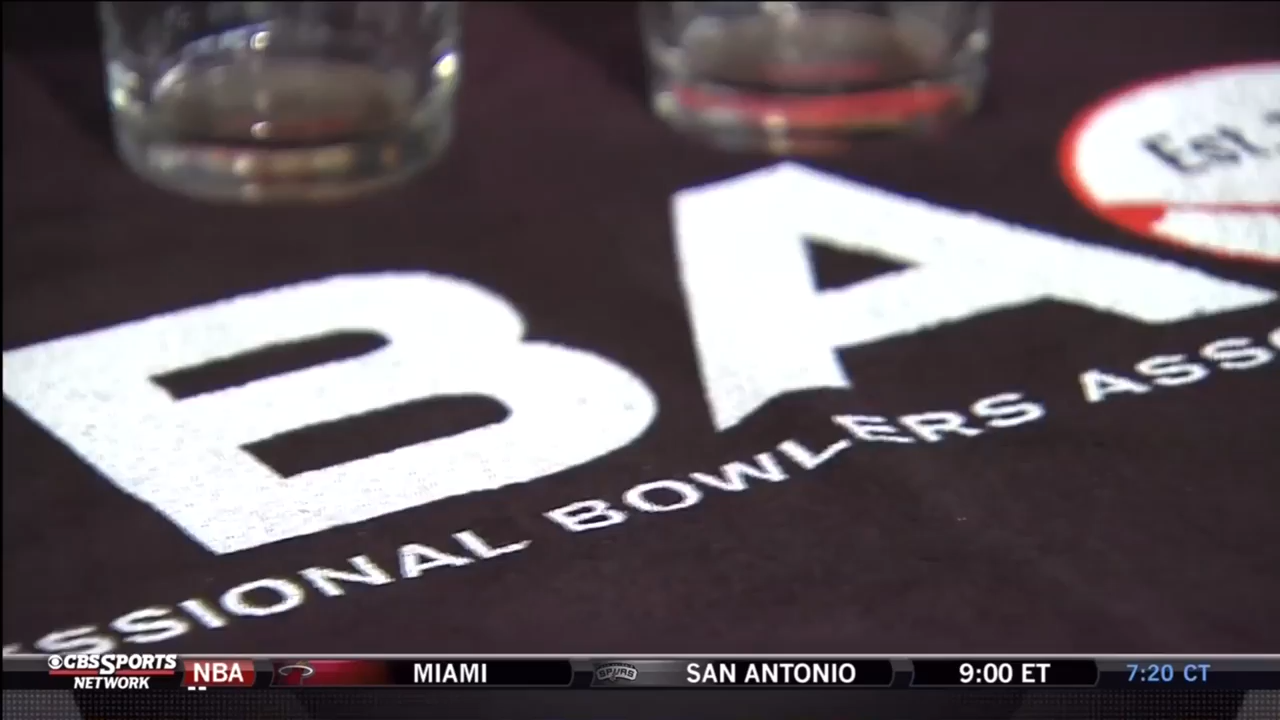 Est.
BA
SSIONAL BOWLERS ASSO
CBS SPORTS
NETWORK
NBA
MIAMI
SPURS
SAN ANTONIO
9:00 ET
7:20 CT